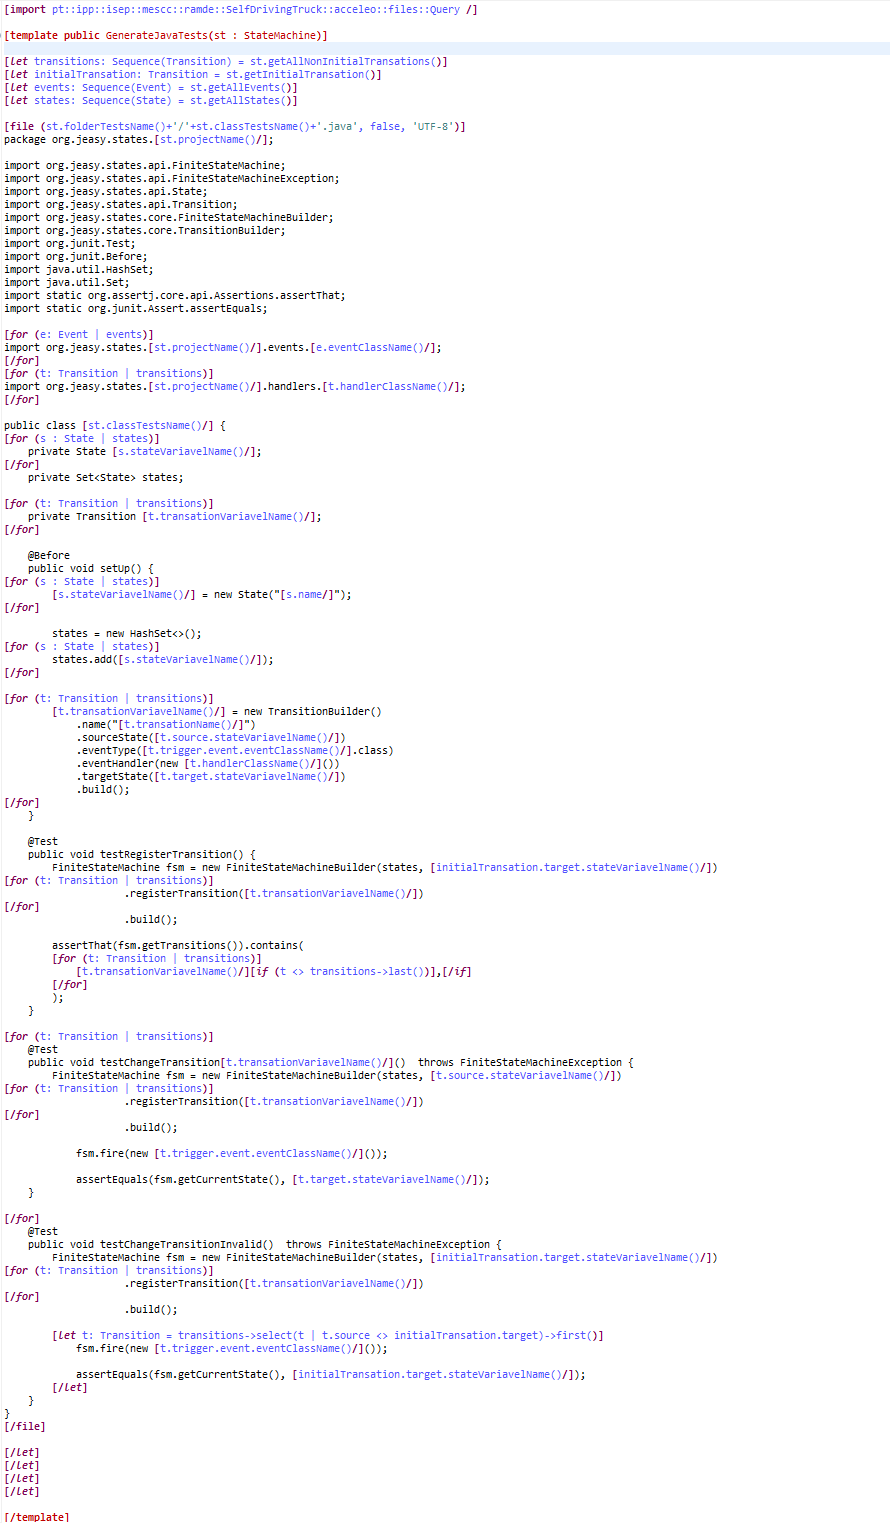 [import pt::ipp::isep::mescc::ramde::SelfDrivingTruck::acceleo::files::Query /]
[template public GenerateJavaTests(st : StateMachine)]
[let transitions: Sequence(Transition) = st.getAllNonInitialTransations()]
[let initialTransation: Transition = st.getInitialTransation()]
[let events: Sequence(Event) = st.getAllEvents()]
[let states: Sequence(State) = st.getAllStates()]
[file (st.folderTestsName()+'/'+st.classTestsName()+'.java', false, 'UTF-8')]
package org.jeasy.states.[st.projectName()/];
import org.jeasy.states.api.FiniteStateMachine;
import org.jeasy.states.api.FiniteStateMachineException;
import org.jeasy.states.api.State;
import org.jeasy.states.api.Transition;
import org.jeasy.states.core.FiniteStateMachineBuilder;
import org.jeasy.states.core.TransitionBuilder;
import org.junit.Test;
import org.junit.Before;
import java.util.HashSet;
import java.util.Set;
import static org.assertj.core.api.Assertions.assertThat;
import static org.junit.Assert.assertEquals;
[for (e: Event | events)]
import org.jeasy.states.[st.projectName()/].events.[e.eventClassName()/];
[/for]
[for (t: Transition | transitions)]
import org.jeasy.states.[st.projectName()/].handlers.[t.handlerClassName()/];
[/for]
public class [st.classTestsName()/] {
[for (s : State | states)]
    private State [s.stateVariavelName()/];
[/for]
    private Set<State> states;
[for (t: Transition | transitions)]
    private Transition [t.transationVariavelName()/];
[/for]
    @Before
    public void setUp() {
[for (s : State | states)]
        [s.stateVariavelName()/] = new State("[s.name/]");
[/for]
        states = new HashSet<>();
[for (s : State | states)]
        states.add([s.stateVariavelName()/]);
[/for]
[for (t: Transition | transitions)]
        [t.transationVariavelName()/] = new TransitionBuilder()
            .name("[t.transationName()/]")
            .sourceState([t.source.stateVariavelName()/])
            .eventType([t.trigger.event.eventClassName()/].class)
            .eventHandler(new [t.handlerClassName()/]())
            .targetState([t.target.stateVariavelName()/])
            .build();
[/for]
    }
    @Test
    public void testRegisterTransition() {
        FiniteStateMachine fsm = new FiniteStateMachineBuilder(states, [initialTransation.target.stateVariavelName()/])
[for (t: Transition | transitions)]
                    .registerTransition([t.transationVariavelName()/])
[/for]
                    .build();
        assertThat(fsm.getTransitions()).contains(
        [for (t: Transition | transitions)]
            [t.transationVariavelName()/][if (t <> transitions->last())],[/if]
        [/for]
        );
    }
[for (t: Transition | transitions)]
    @Test
    public void testChangeTransition[t.transationVariavelName()/]()  throws FiniteStateMachineException {
        FiniteStateMachine fsm = new FiniteStateMachineBuilder(states, [t.source.stateVariavelName()/])
[for (t: Transition | transitions)]
                    .registerTransition([t.transationVariavelName()/])
[/for]
                    .build();
            fsm.fire(new [t.trigger.event.eventClassName()/]());
            assertEquals(fsm.getCurrentState(), [t.target.stateVariavelName()/]);
    }
[/for]
    @Test
    public void testChangeTransitionInvalid()  throws FiniteStateMachineException {
        FiniteStateMachine fsm = new FiniteStateMachineBuilder(states, [initialTransation.target.stateVariavelName()/])
[for (t: Transition | transitions)]
                    .registerTransition([t.transationVariavelName()/])
[/for]
                    .build();
        [let t: Transition = transitions->select(t | t.source <> initialTransation.target)->first()]
            fsm.fire(new [t.trigger.event.eventClassName()/]());
            assertEquals(fsm.getCurrentState(), [initialTransation.target.stateVariavelName()/]);
        [/let]
    }
}
[/file]
[/let]
[/let]
[/let]
[/let]
[/template]